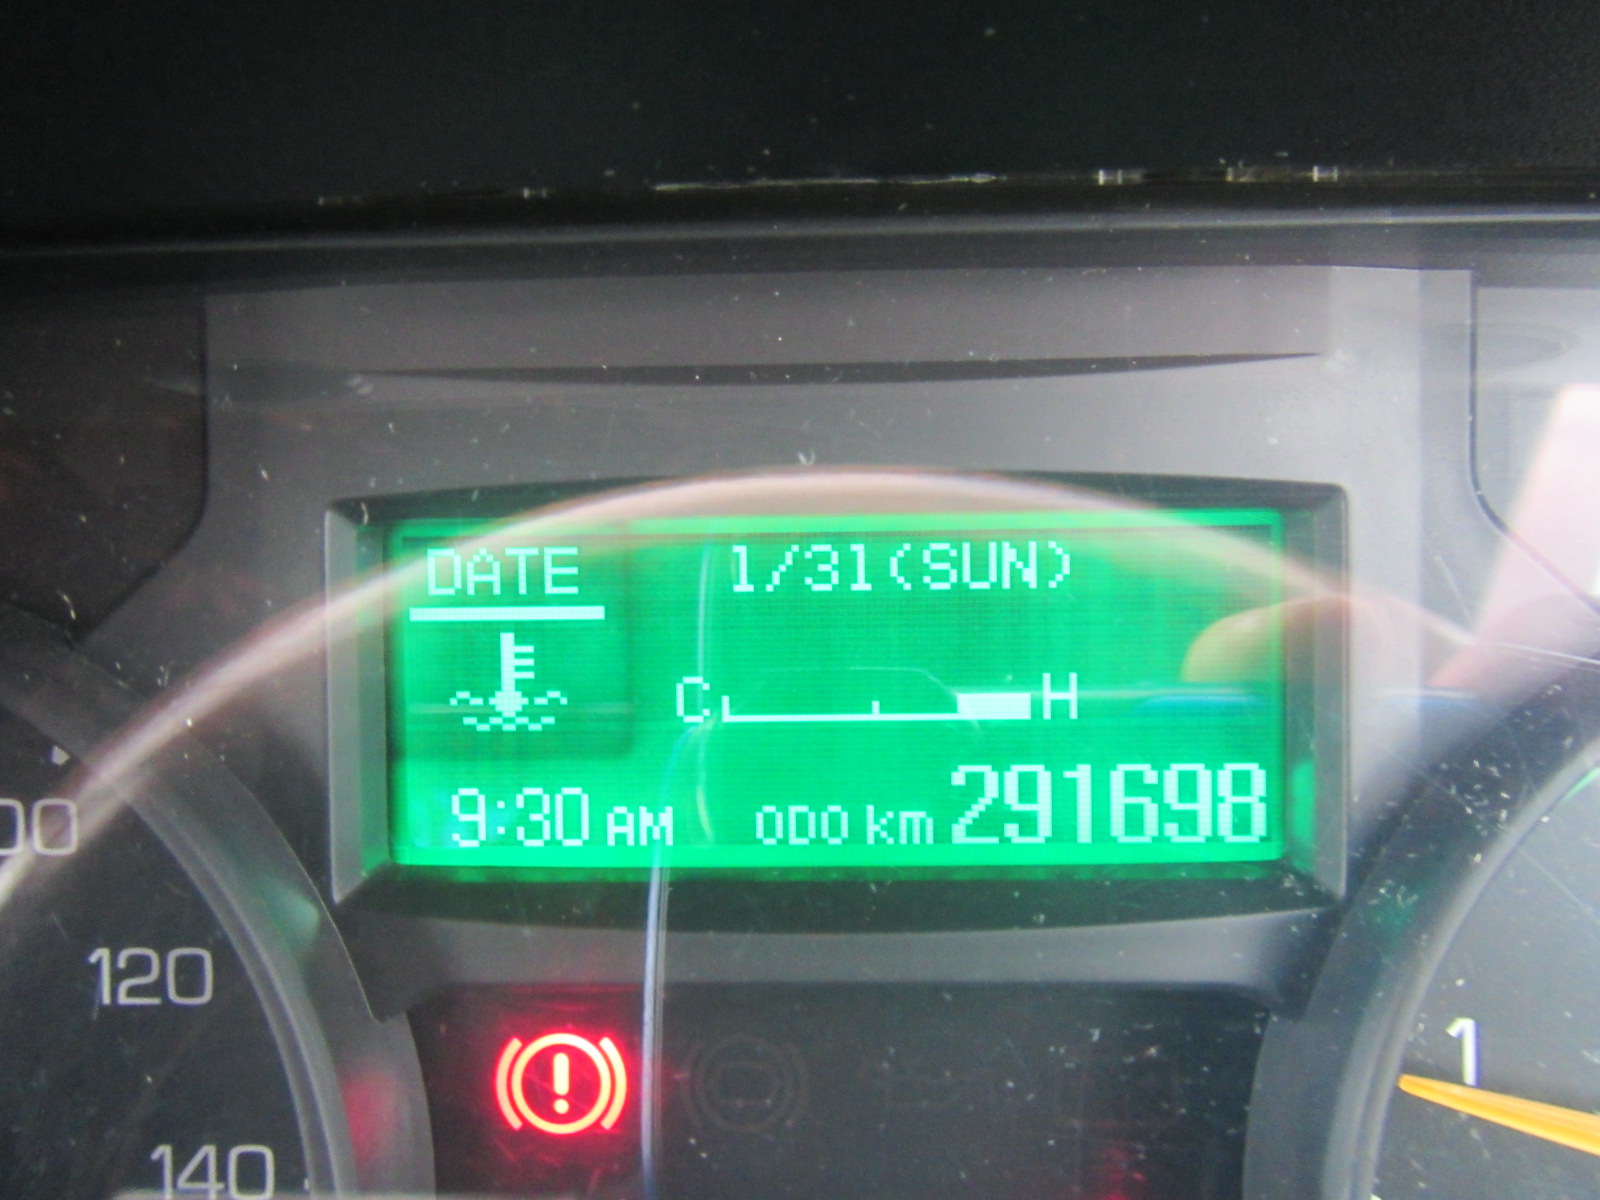 DATE 1/31(SUN)
C H
9:30 AM ODO km 291698
120
140
1